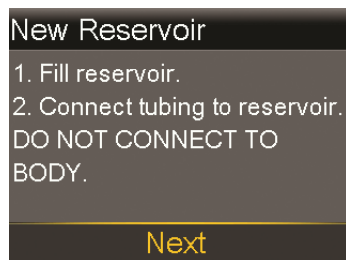 New Reservoir
1. Fill reservoir.
2. Connect tubing to reservoir.
DO NOT CONNECT TO
BODY.
Next